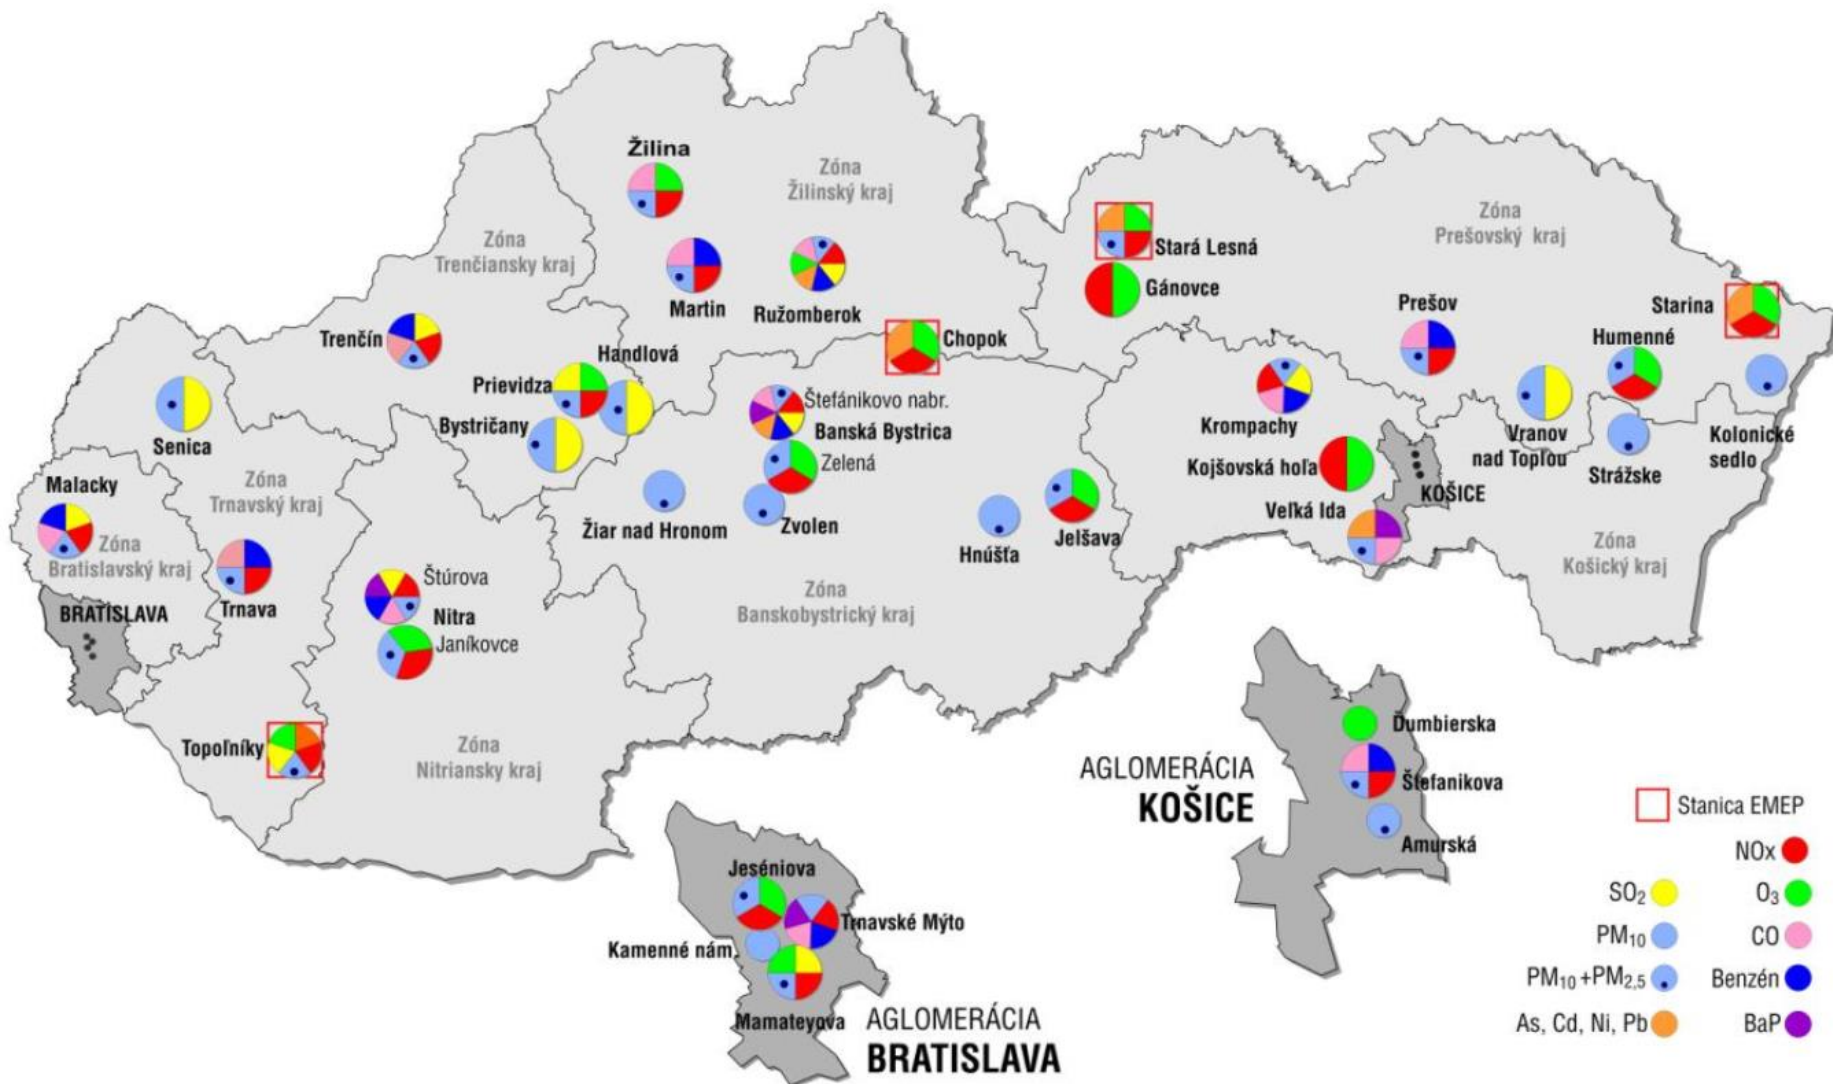 Žilina
Zóna
Žilinský kraj
Zóna
Trenčiansky kraj
Martin
Ružomberok
Stará Lesná
Gánovce
Zóna
Prešovský kraj
Prešov
Starina
Humenné
Trenčín
Handlová
Chopok
Prievidza
Bystričany
Senica
Štefánikovo nabr.
Banská Bystrica
Zelená
Krompachy
Kojšovská hoľa
Vranov
nad Topľou
Kolonické
sedlo
Strážske
KOŠICE
Malacky
Zóna
Trnavský kraj
Zóna
Bratislavský kraj
Žiar nad Hronom
Zvolen
Hnúšťa
Jelšava
Veľká Ida
Zóna
Košický kraj
BRATISLAVA
Trnava
Štúrova
Nitra
Janíkovce
Zóna
Banskobystrický kraj
Topoľníky
Zóna
Nitriansky kraj
AGLOMERÁCIA
KOŠICE
Ďumbierska
Štefanikova
Amurská
Jeséniova
Trnavské Mýto
Kamenné nám.
Mamateyova
AGLOMERÁCIA
BRATISLAVA
Stanica EMEP
NOx
SO2 O3
PM10 CO
PM10 +PM2,5 Benzén
As, Cd, Ni, Pb BaP